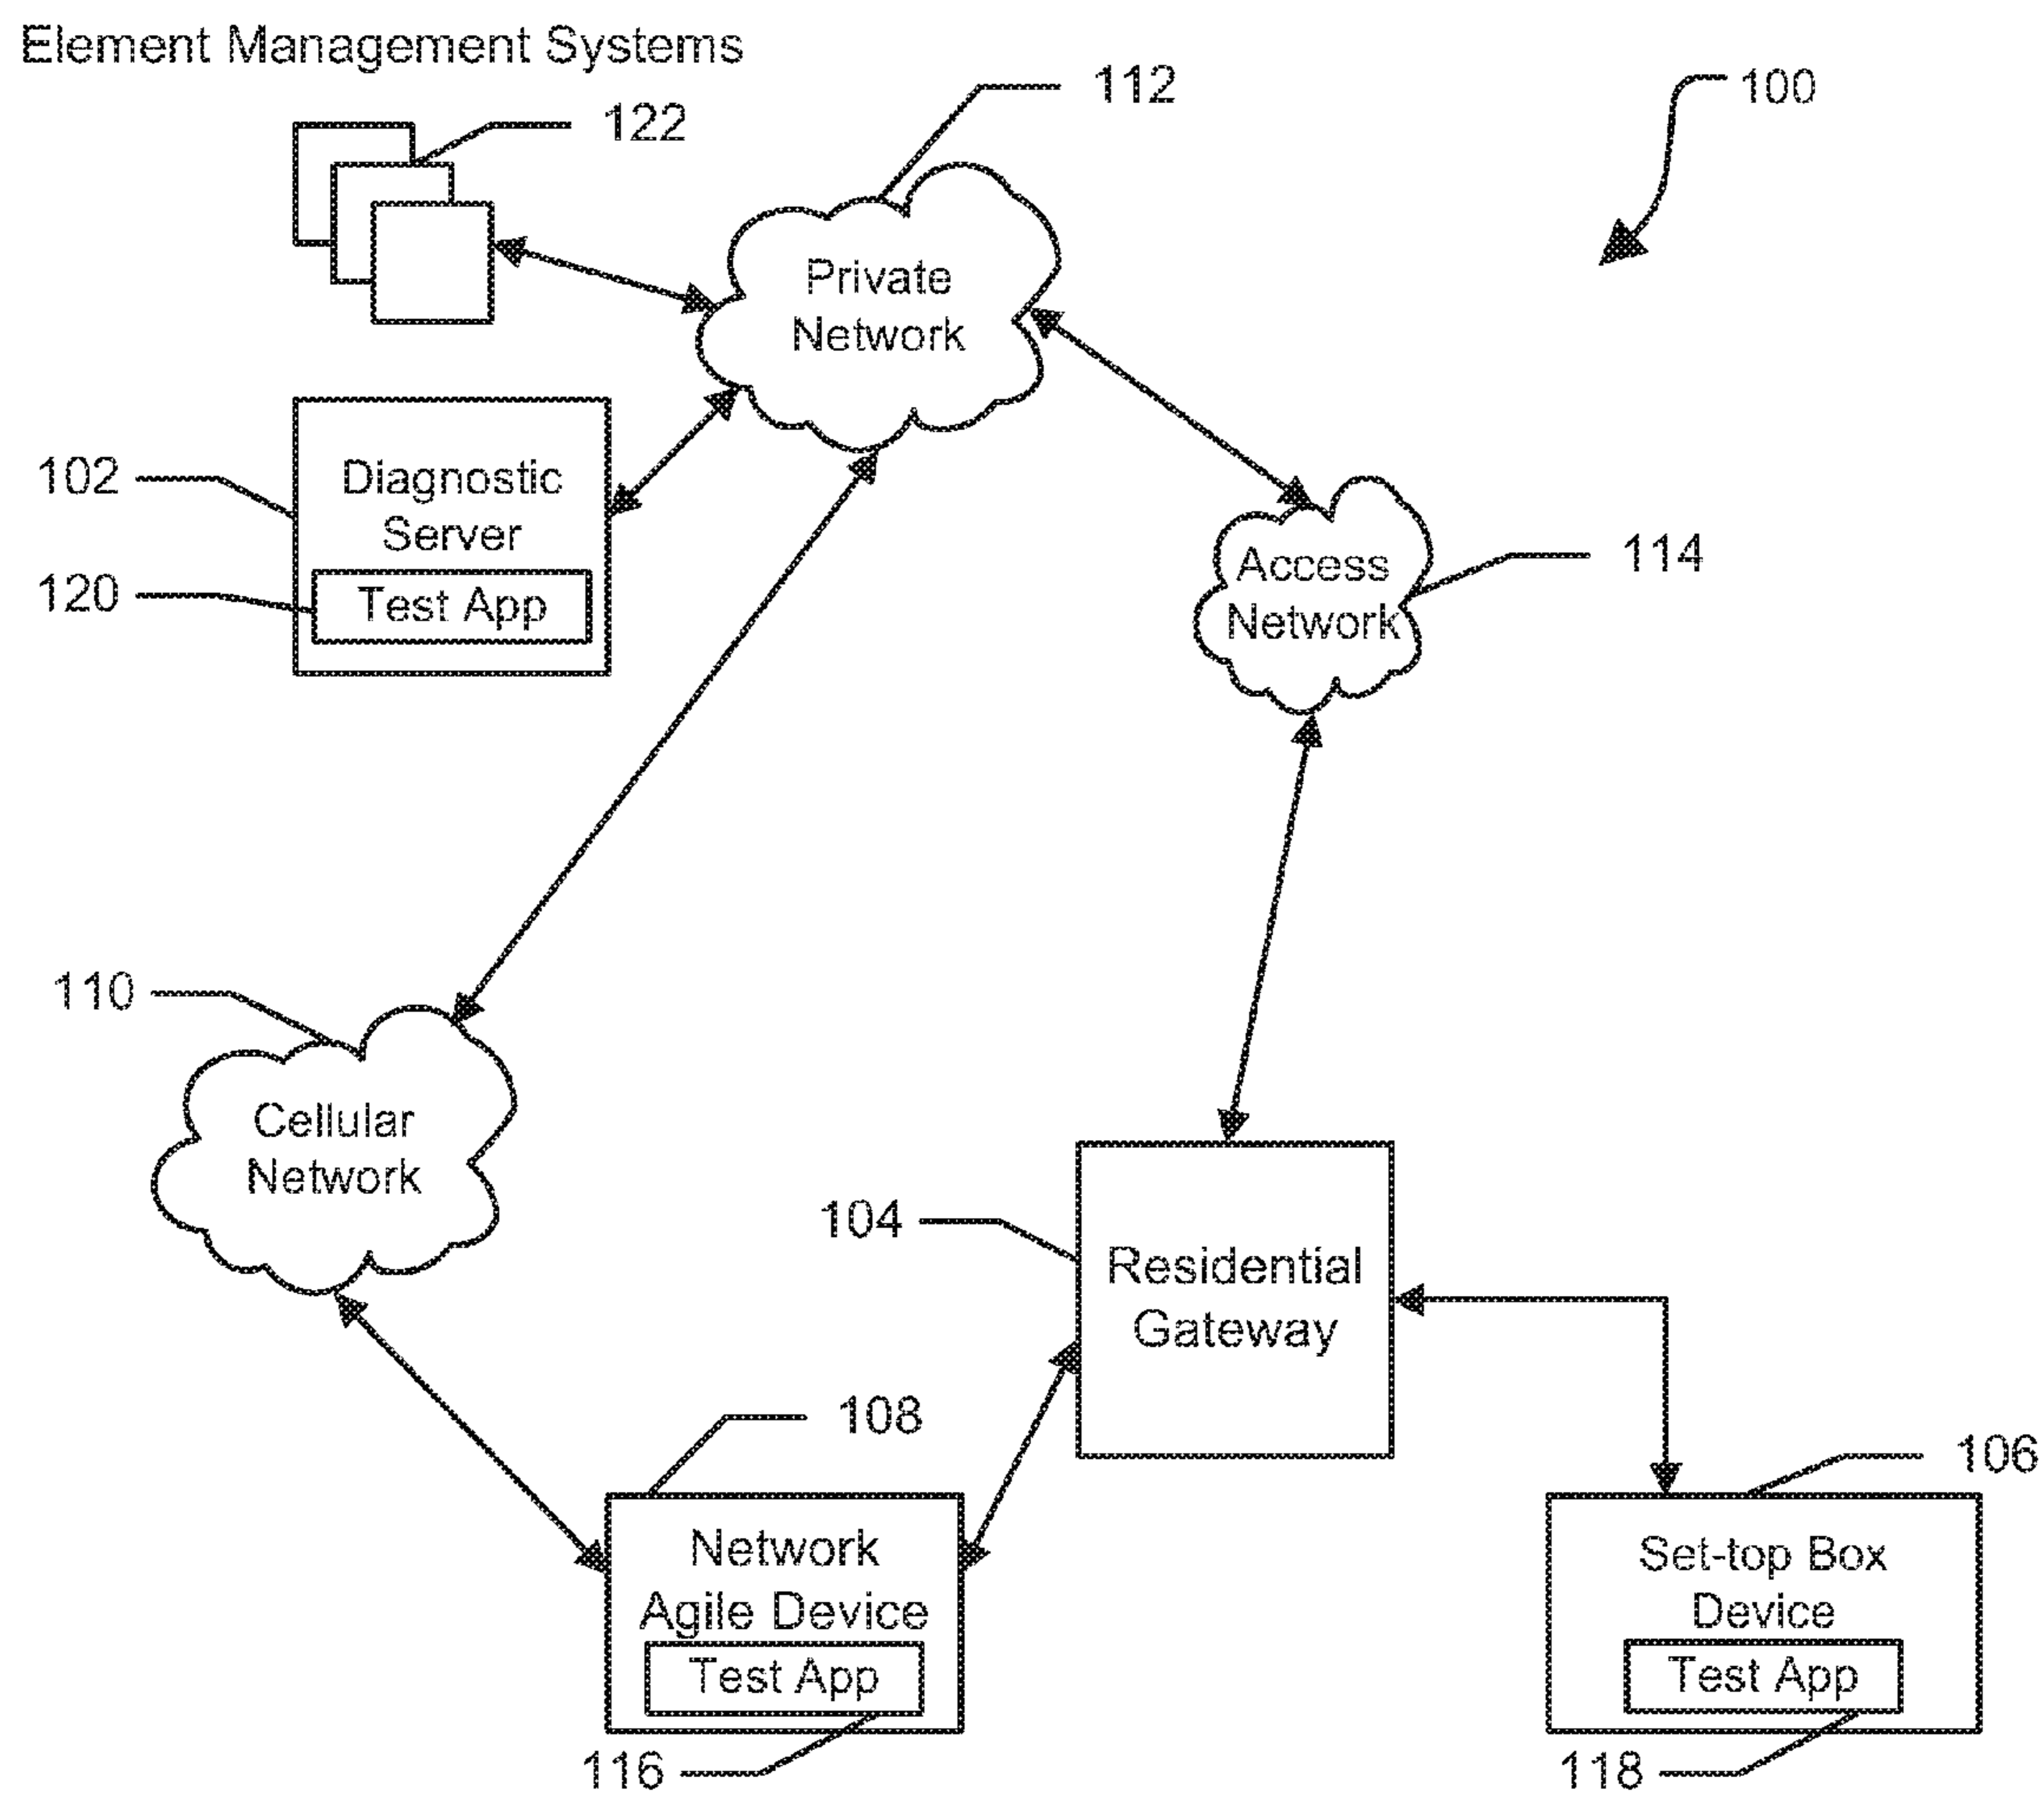 Element Management Systems
112
100
122
Private
Network
102
Diagnostic
Server
120
Test App
Access
Network
114
110
Cellular
Network
104
Residential
Gateway
108
106
Network
Agile Device
Test App
Set-top Box
Device
Test App
116
118